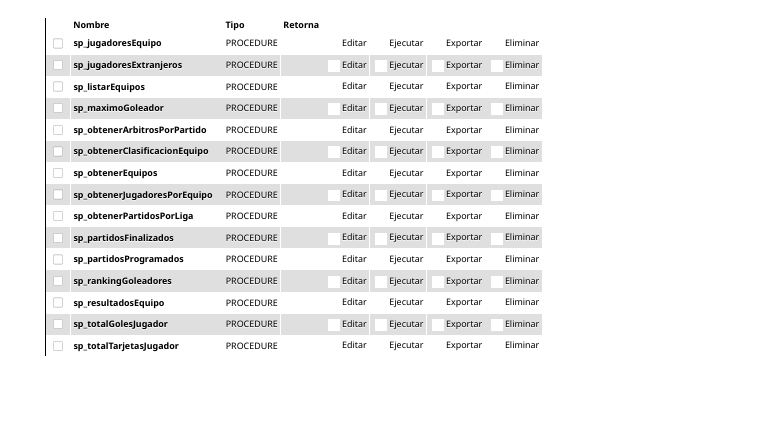 Nombre Tipo Retorna
sp_jugadoresEquipo PROCEDURE Editar Ejecutar Exportar Eliminar
sp_jugadoresExtranjeros PROCEDURE Editar Ejecutar Exportar Eliminar
sp_listarEquipos PROCEDURE Editar Ejecutar Exportar Eliminar
sp_maximoGoleador PROCEDURE Editar Ejecutar Exportar Eliminar
sp_obtenerArbitrosPorPartido PROCEDURE Editar Ejecutar Exportar Eliminar
sp_obtenerClasificacionEquipo PROCEDURE Editar Ejecutar Exportar Eliminar
sp_obtenerEquipos PROCEDURE Editar Ejecutar Exportar Eliminar
sp_obtenerJugadoresPorEquipo PROCEDURE Editar Ejecutar Exportar Eliminar
sp_obtenerPartidosPorLiga PROCEDURE Editar Ejecutar Exportar Eliminar
sp_partidosFinalizados PROCEDURE Editar Ejecutar Exportar Eliminar
sp_partidosProgramados PROCEDURE Editar Ejecutar Exportar Eliminar
sp_rankingGoleadores PROCEDURE Editar Ejecutar Exportar Eliminar
sp_resultadosEquipo PROCEDURE Editar Ejecutar Exportar Eliminar
sp_totalGolesJugador PROCEDURE Editar Ejecutar Exportar Eliminar
sp_totalTarjetasJugador PROCEDURE Editar Ejecutar Exportar Eliminar